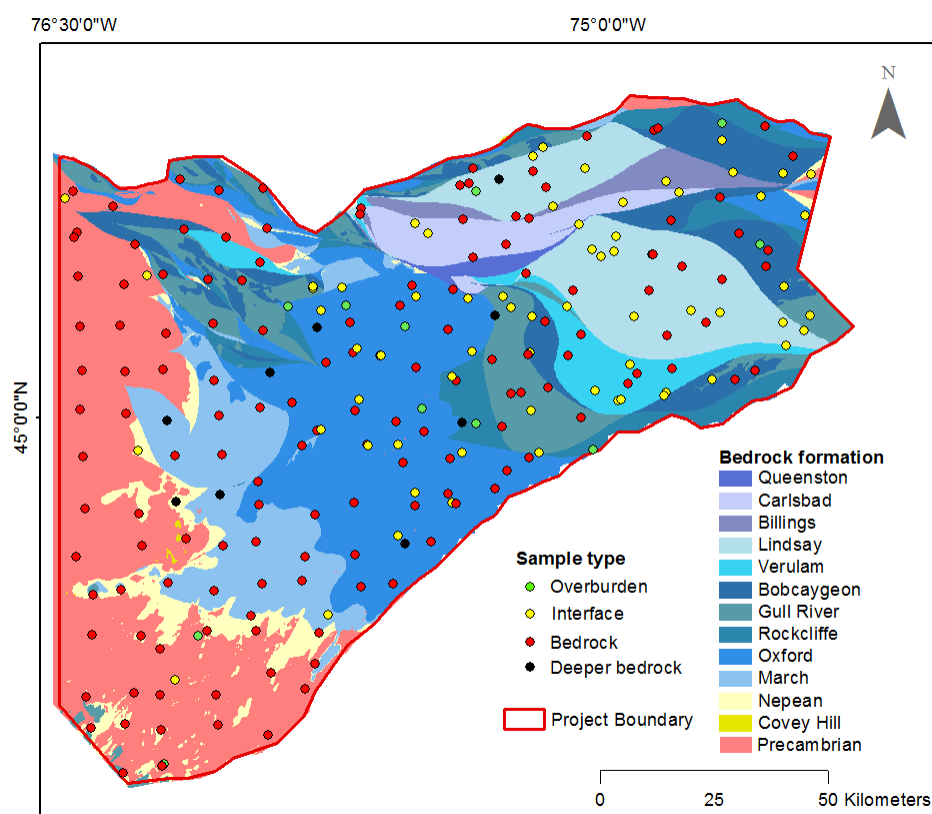 76°30'0"W
75°0'0"W
N
45°0'0"N
Bedrock formation
Queenston
Carlsbad
Billings
Lindsay
Verulam
Bobcaygeon
Gull River
Rockcliffe
Oxford
March
Nepean
Covey Hill
Precambrian
Sample type
Overburden
Interface
Bedrock
Deeper bedrock
Project Boundary
0 25 50 Kilometers